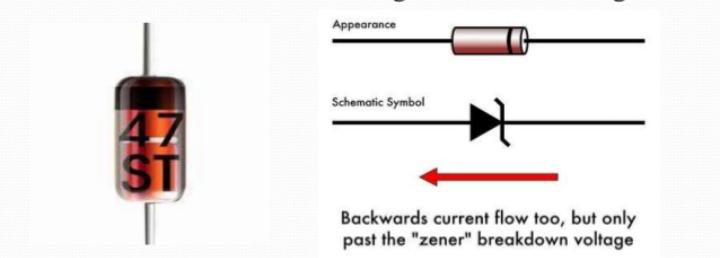 47
ST
Appearance
Schematic Symbol
Backwards current flow too, but only
past the "zener" breakdown voltage